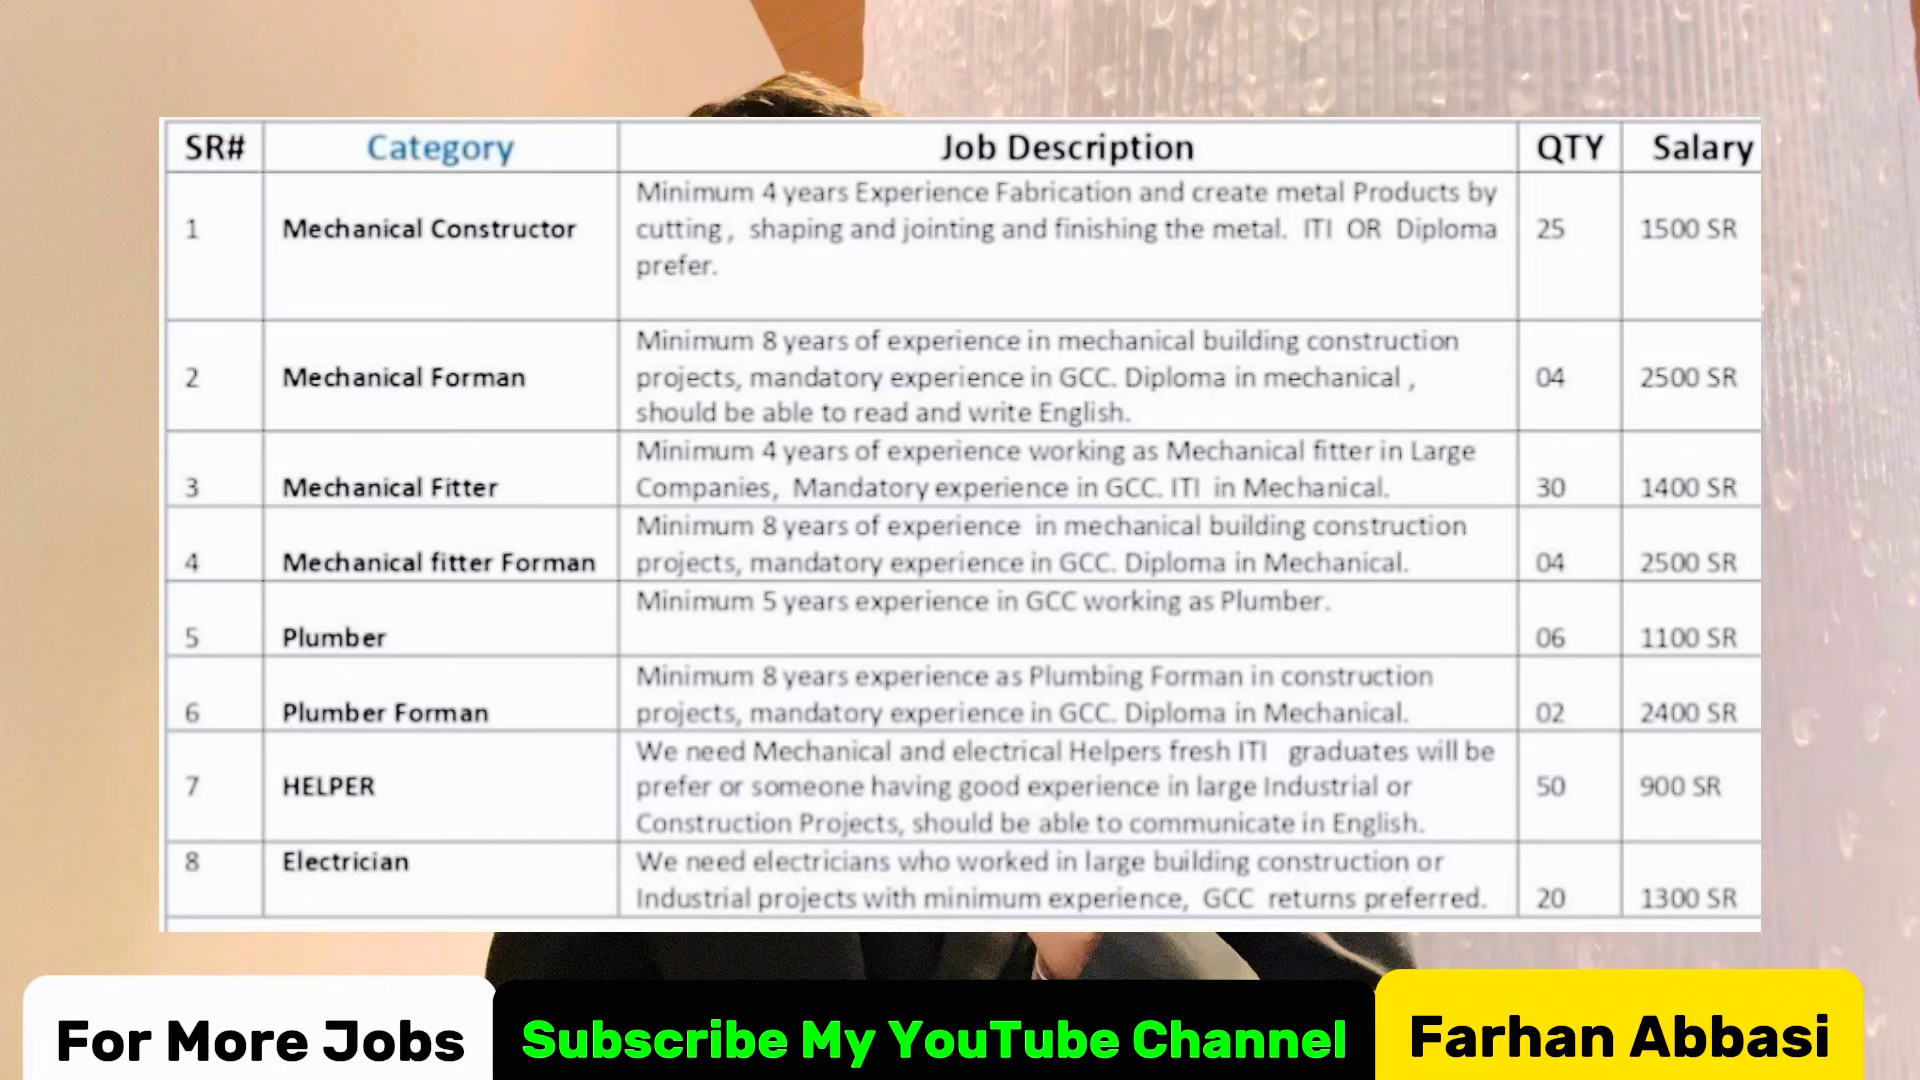 SR# Category Job Description QTY Salary
Minimum 4 years Experience Fabrication and create metal Products by
1 Mechanical Constructor cutting, shaping and jointing and finishing the metal. ITI OR Diploma 25 1500 SR
prefer.
Minimum 8 years of experience in mechanical building construction
2 Mechanical Forman projects, mandatory experience in GCC. Diploma in mechanical , 04 2500 SR
should be able to read and write English.
Minimum 4 years of experience working as Mechanical fitter in Large
3 Mechanical Fitter Companies, Mandatory experience in GCC. ITI in Mechanical. 30 1400 SR
Minimum 8 years of experience in mechanical building construction
4 Mechanical fitter Forman projects, mandatory experience in GCC. Diploma in Mechanical. 04 2500 SR
Minimum 5 years experience in GCC working as Plumber.
5 Plumber 06 1100 SR
Minimum 8 years experience as Plumbing Forman in construction
6 Plumber Forman projects, mandatory experience in GCC. Diploma in Mechanical. 02 2400 SR
We need Mechanical and electrical Helpers fresh ITI graduates will be
7 HELPER prefer or someone having good experience in large Industrial or 50 900 SR
Construction Projects, should be able to communicate in English.
8 Electrician We need electricians who worked in large building construction or
Industrial projects with minimum experience, GCC returns preferred. 20 1300 SR
For More Jobs Subscribe My YouTube Channel Farhan Abbasi